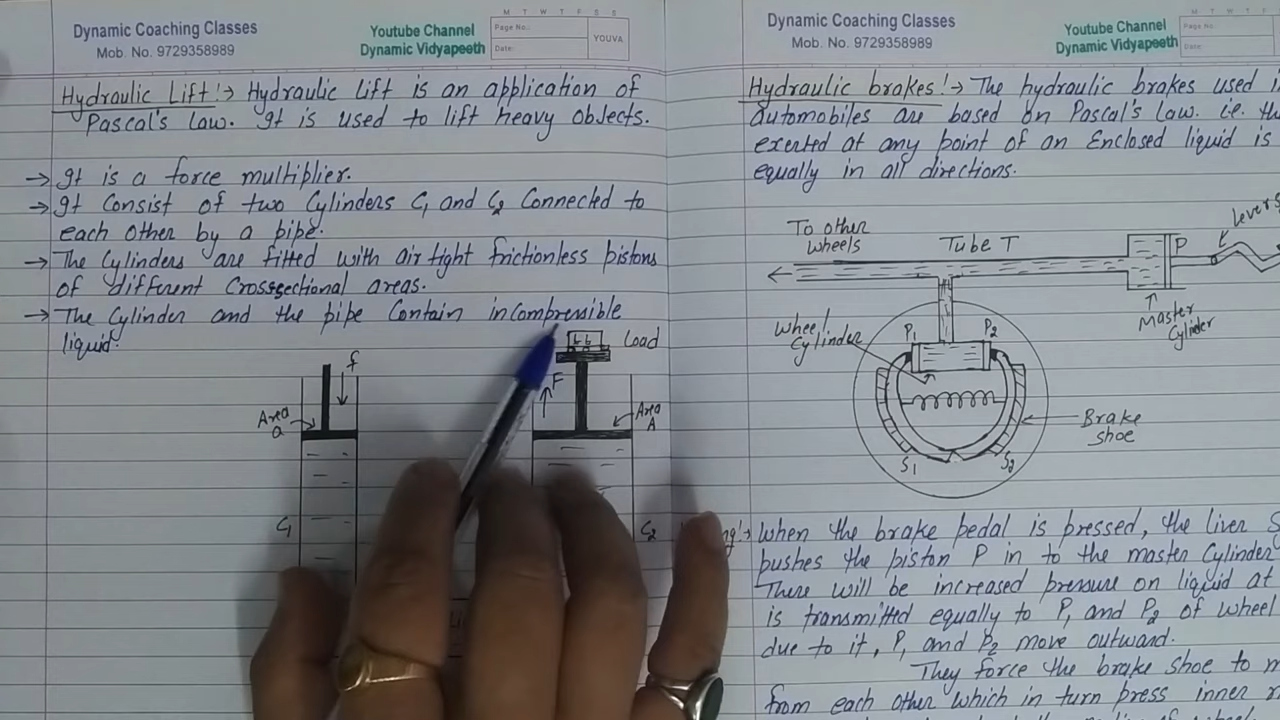 Dynamic Coaching Classes
Mob. No. 9729358989
Youtube Channel
Dynamic Vidyapeeth
M T W T F S S
Page No.:
Date:
YOUVA
Hydraulic Lift :→ Hydraulic Lift is an application of
Pascal's Law. It is used to lift heavy objects.
→ It is a force multiplier.
→ It Consist of two Cylinders C1 and C2 Connected to
each other by a pipe.
→ The Cylinders are fitted with air tight frictionless pistons
of different Crosssectional areas.
→ The Cylinder and the pipe Contain incompressible
liquid.
f
Area
a
C1
Load
F
Area
A
C2
Dynamic Coaching Classes
Mob. No. 9729358989
Youtube Channel
Dynamic Vidyapeeth
M T W T F
Page No.:
Date:
Hydraulic brakes :→ The hydraulic brakes used
automobiles are based on Pascal's Law. i.e.
exerted at any point of an Enclosed liquid is
equally in all directions.
To other
wheels
Tube T
P
Lever S
Master
Cylinder
Wheel
Cylinder
P1
P2
Brake
shoe
S1
S2
When the brake pedal is pressed, the liver S
pushes the piston P in to the master Cylinder
There will be increased pressure on liquid at
is transmitted equally to P1 and P2 of wheel
due to it, P1 and P2 move outward.
They force the brake shoe to
from each other which in turn press inner